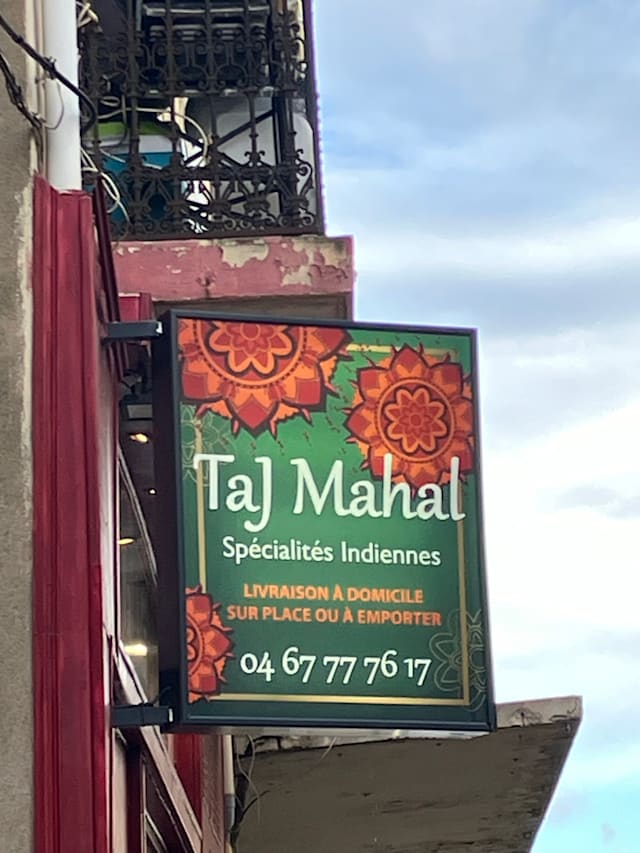 Taj Mahal
Spécialités Indiennes
LIVRAISON À DOMICILE
SUR PLACE OU À EMPORTER
04 67 77 76 17